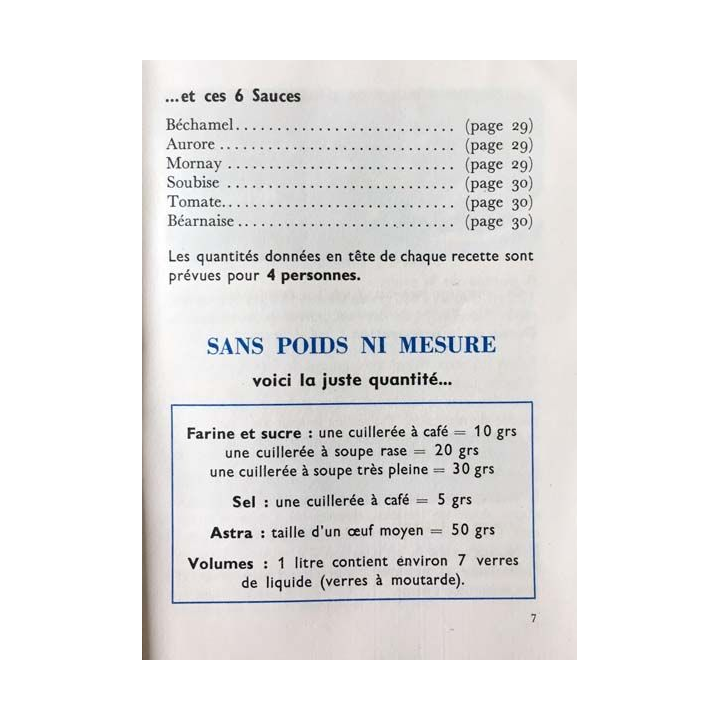 ...et ces 6 Sauces
Béchamel........................... (page 29)
Aurore ............................. (page 29)
Mornay ............................ (page 29)
Soubise ............................ (page 30)
Tomate............................. (page 30)
Béarnaise........................... (page 30)
Les quantités données en tête de chaque recette sont
prévues pour 4 personnes.
SANS POIDS NI MESURE
voici la juste quantité...
Farine et sucre : une cuillerée à café = 10 grs
une cuillerée à soupe rase = 20 grs
une cuillerée à soupe très pleine = 30 grs
Sel : une cuillerée à café = 5 grs
Astra : taille d'un œuf moyen = 50 grs
Volumes : 1 litre contient environ 7 verres
de liquide (verres à moutarde).
7